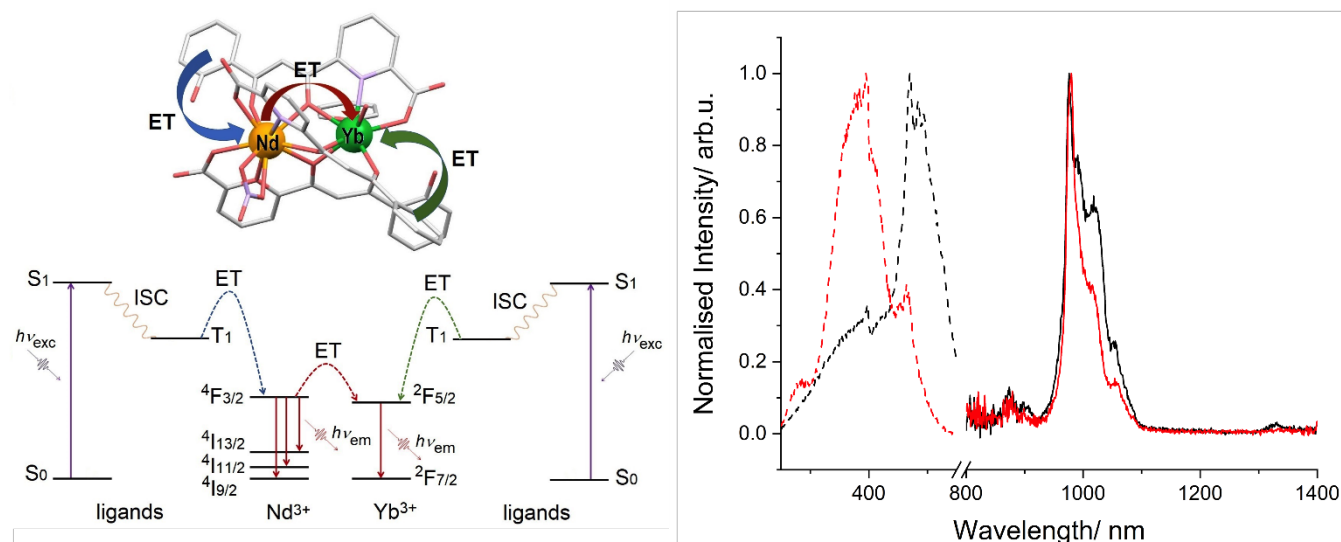 ET
ET
Nd
Yb
ET
S1
ISC
ET
ET
ISC
S1
T1
T1
hνexc
ET
hνexc
4F3/2
2F5/2
hνem
hνem
4I13/2
4I11/2
4I9/2
2F7/2
S0
S0
ligands
Nd3+
Yb3+
ligands
Normalised Intensity/ arb.u.
1.0
0.8
0.6
0.4
0.2
0.0
400
800
1000
1200
1400
Wavelength/ nm